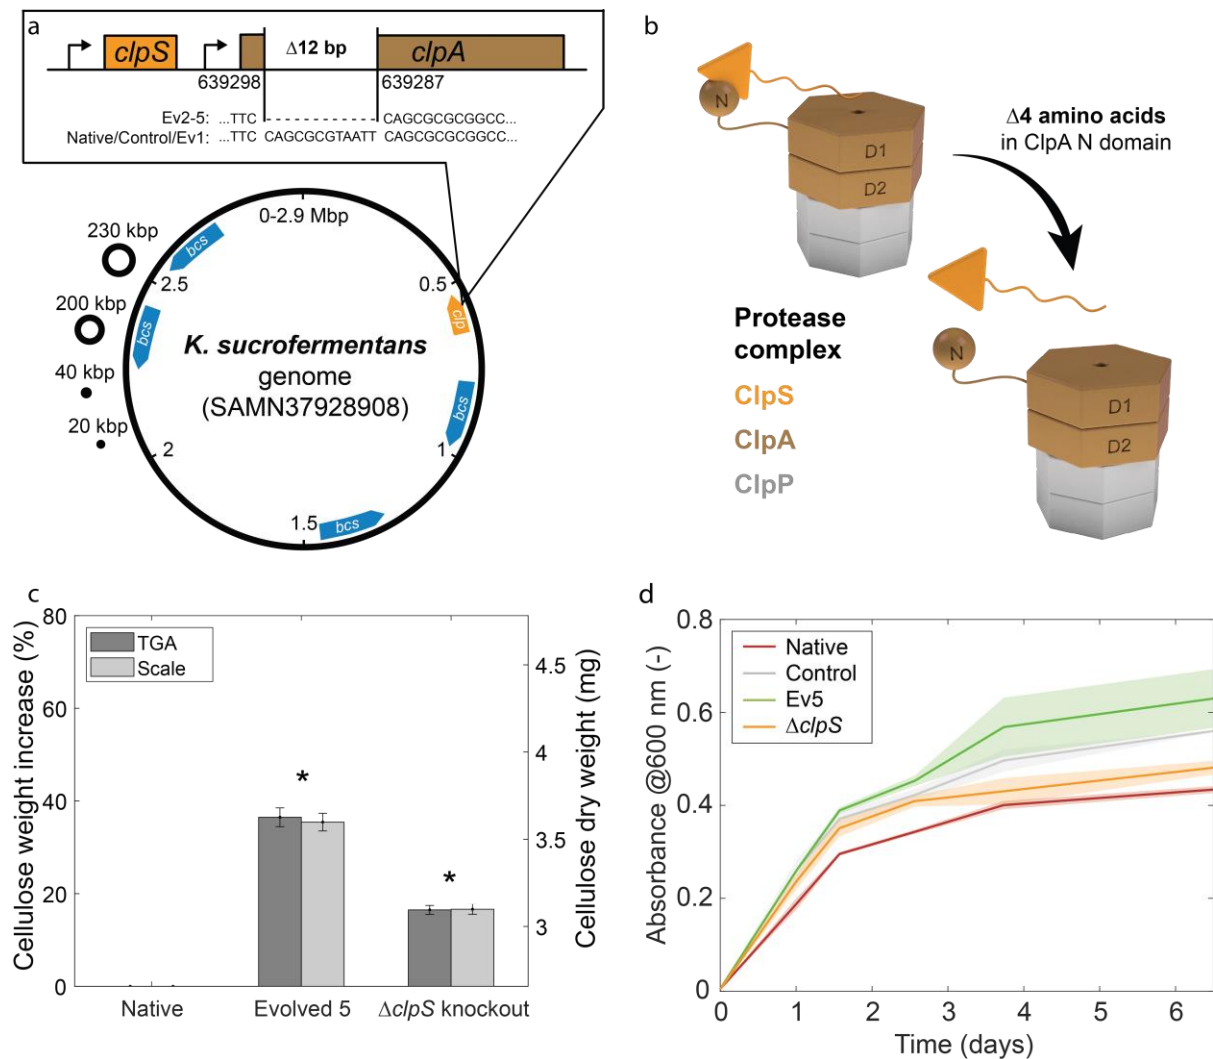 a
clpS
Δ12 bp
clpA
639298
639287
Ev2-5: ...TTC ------------ CAGCGCGCGGCC...
Native/Control/Ev1: ...TTC CAGCGCGTAATT CAGCGCGCGGCC...
0-2.9 Mbp
230 kbp
200 kbp
40 kbp
20 kbp
bcs
2.5
0.5
clp
bcs
K. sucrofermentans
genome
(SAMN37928908)
bcs
2
1
1.5
bcs
b
N
D1
D2
Δ4 amino acids
in ClpA N domain
Protease
complex
ClpS
ClpA
ClpP
N
D1
D2
c
80
60
40
20
0
Cellulose weight increase (%)
TGA
Scale
*
*
4.5
4
3.5
3
Cellulose dry weight (mg)
Native
Evolved 5
ΔclpS knockout
d
0.8
0.6
0.4
0.2
0
Absorbance @600 nm (-)
Native
Control
Ev5
ΔclpS
0 1 2 3 4 5 6
Time (days)